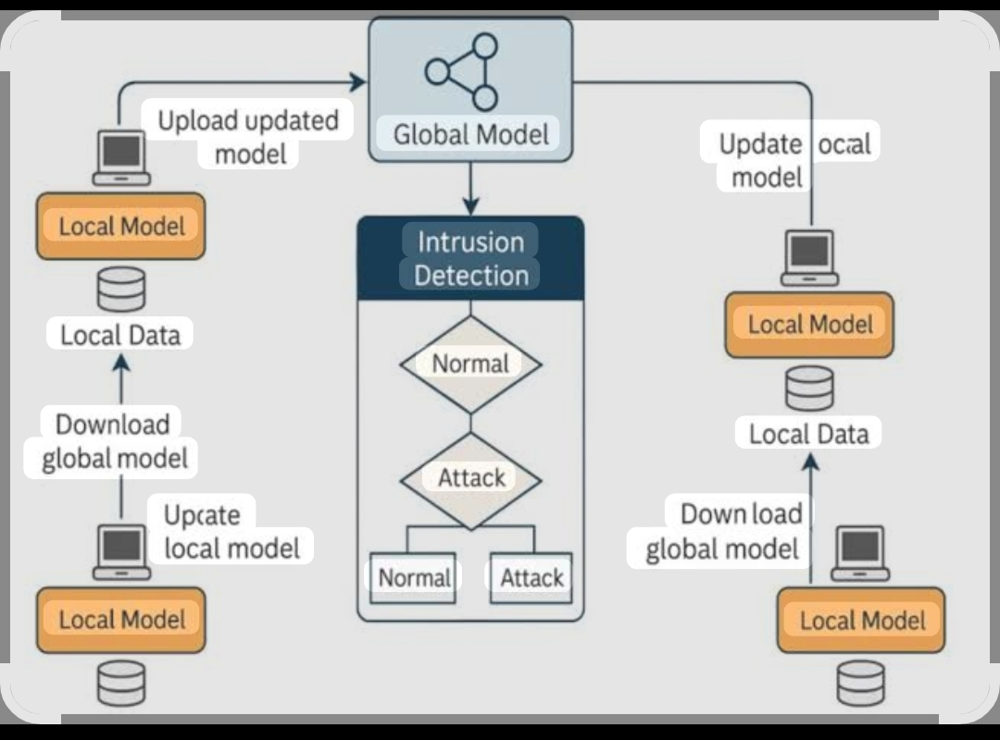 Global Model
Upload updated
model
Update ocal
model
Local Model
Local Data
Intrusion
Detection
Local Model
Local Data
Normal
Attack
Normal
Attack
Download
global model
Upcate
local model
Local Model
Down load
global model
Local Model